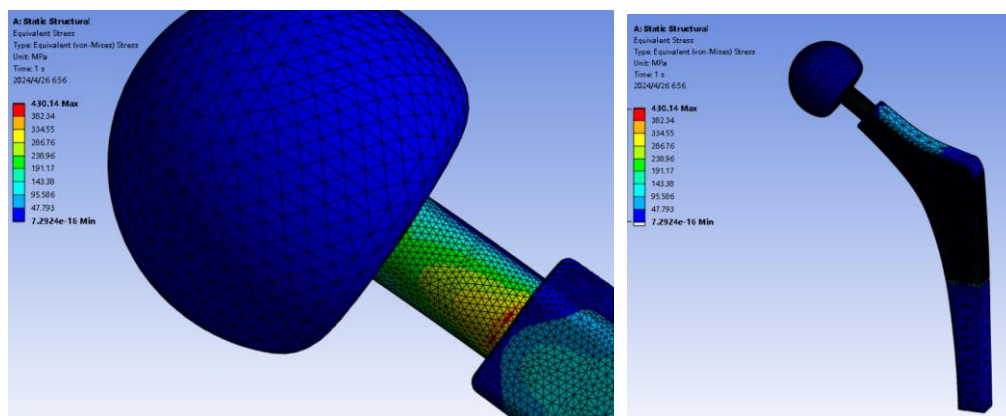 A: Static Structural
Equivalent Stress
Type: Equivalent (von-Mises) Stress
Unit: MPa
Time: 1 s
2024/4/26 6:56
430.14 Max
382.34
334.55
286.76
238.96
191.17
143.38
95.586
47.793
7.2924e-16 Min
A: Static Structural
Equivalent Stress
Type: Equivalent (von-Mises) Stress
Unit: MPa
Time: 1 s
2024/4/26 6:56
430.14 Max
382.34
334.55
286.76
238.96
191.17
143.38
95.586
47.793
7.2924e-16 Min